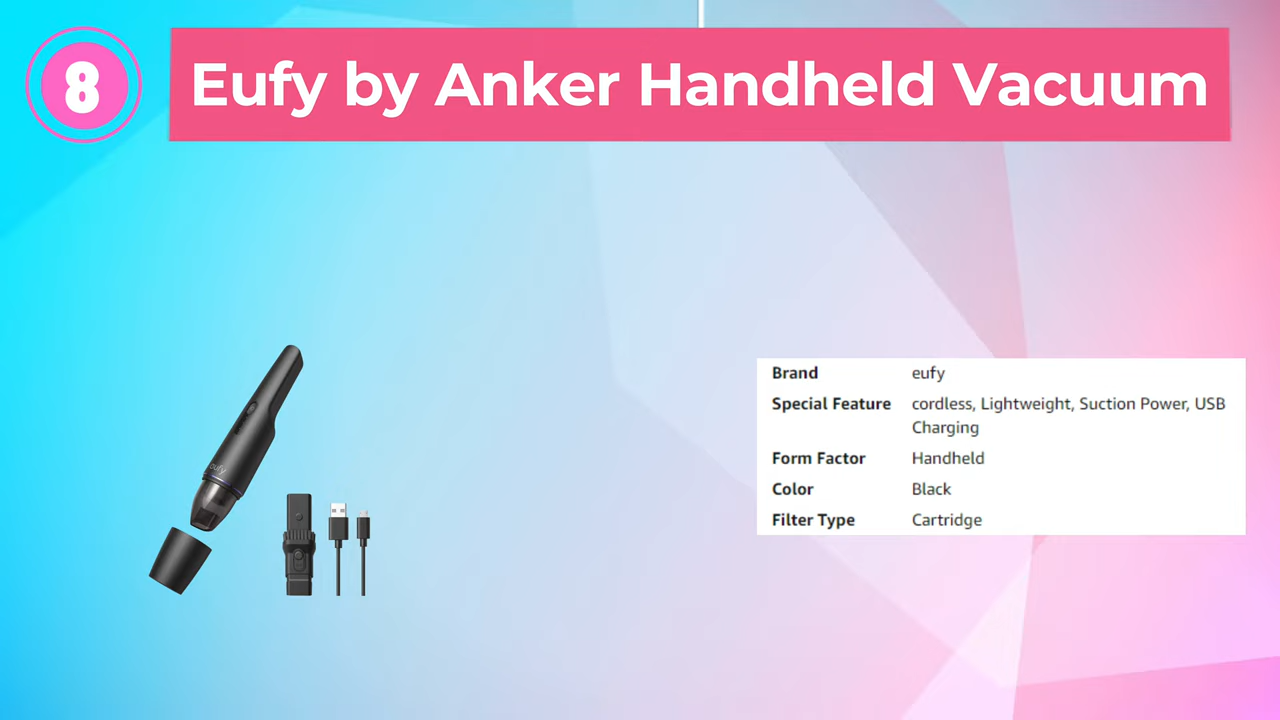 8
Eufy by Anker Handheld Vacuum
eufy
Brand eufy
Special Feature cordless, Lightweight, Suction Power, USB
Charging
Form Factor Handheld
Color Black
Filter Type Cartridge